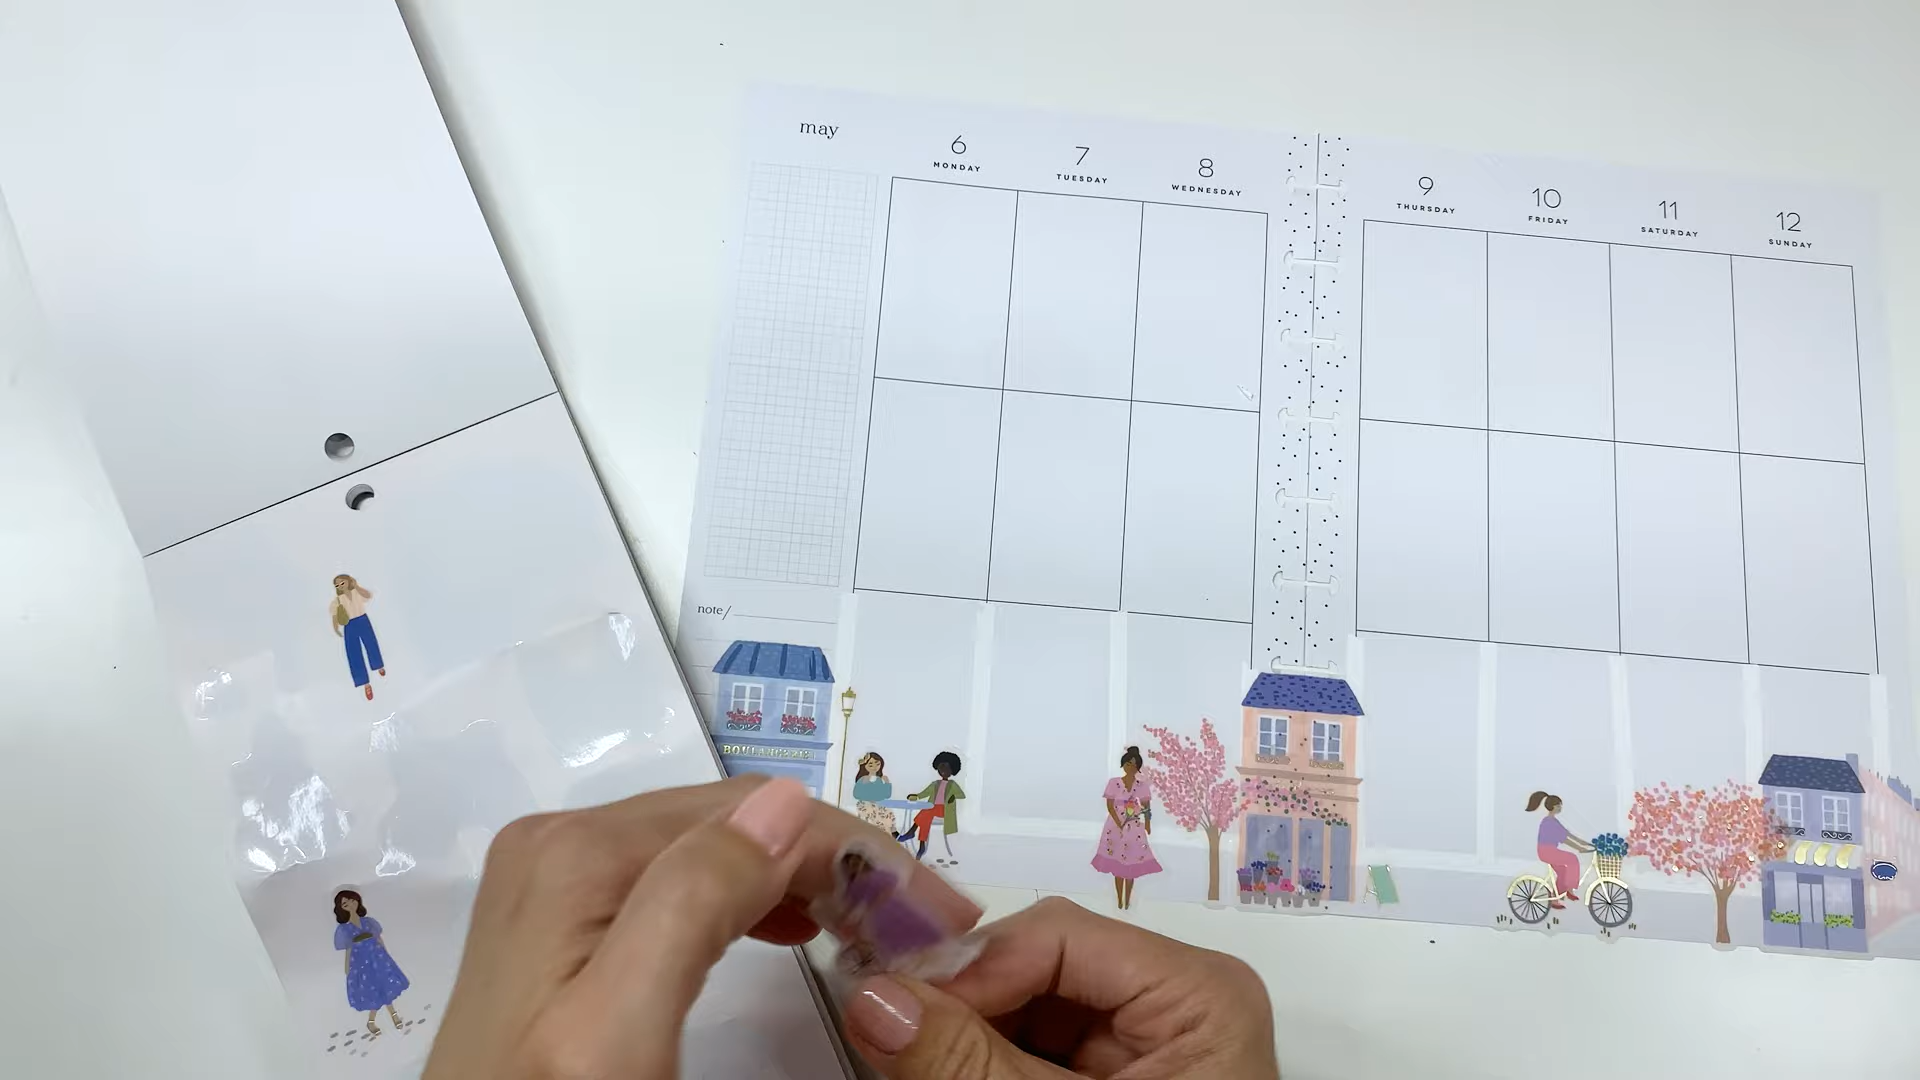 may
6
MONDAY
7
TUESDAY
8
WEDNESDAY
9
THURSDAY
10
FRIDAY
11
SATURDAY
12
SUNDAY
note/
BOULANGERIE